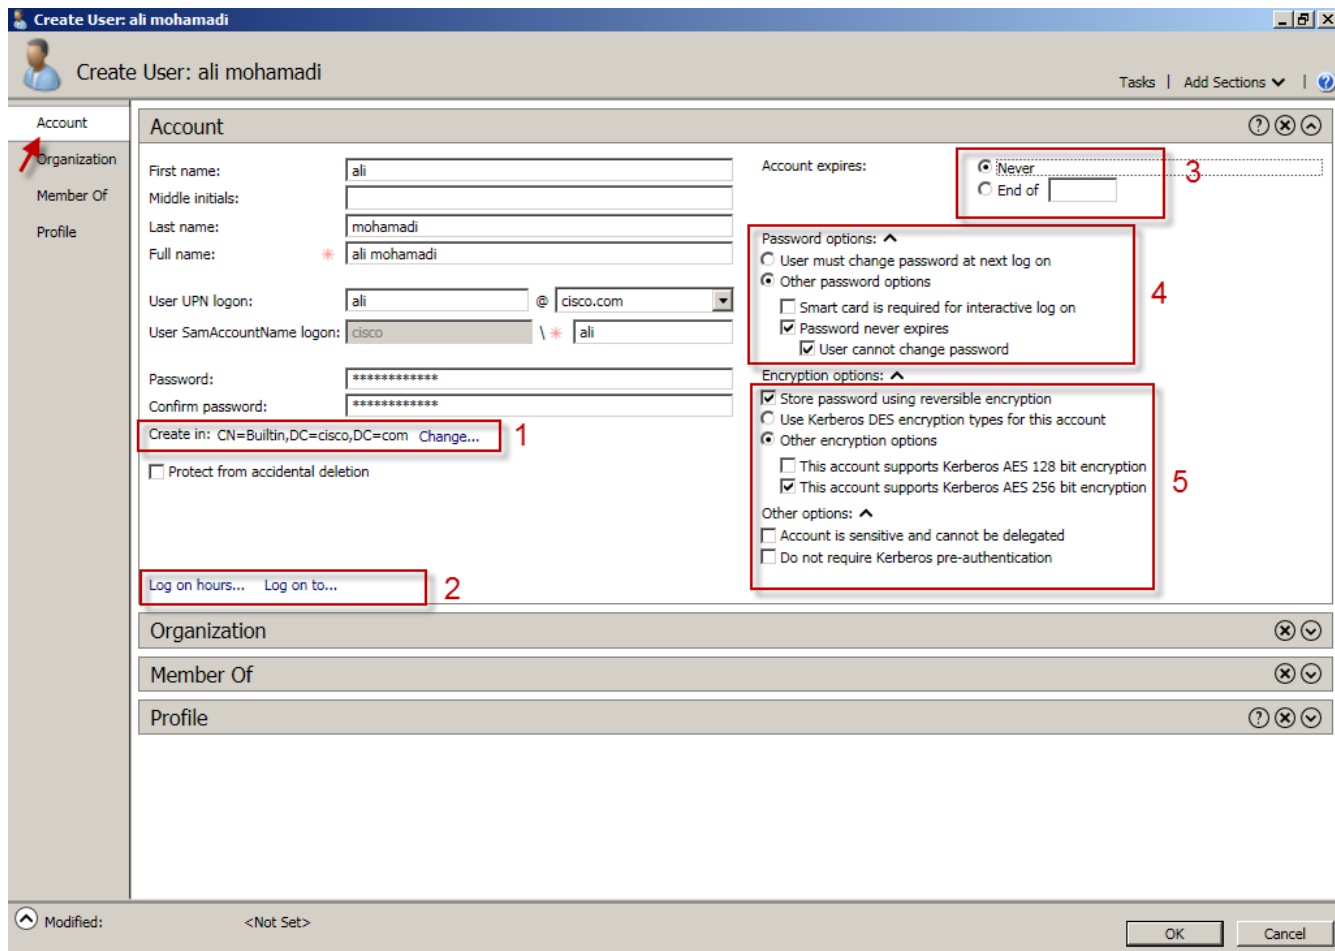 Create User: ali mohamadi
Create User: ali mohamadi
Tasks | Add Sections |
Account
Organization
Member Of
Profile
Account
First name: ali
Middle initials:
Last name: mohamadi
Full name: * ali mohamadi
User UPN logon: ali @ cisco.com
User SamAccountName logon: cisco \ * ali
Password: ************
Confirm password: ************
Create in: CN=Builtin,DC=cisco,DC=com Change... 1
Protect from accidental deletion
Log on hours... Log on to... 2
Account expires: Never 3
End of
Password options:
User must change password at next log on
Other password options 4
Smart card is required for interactive log on
Password never expires
User cannot change password
Encryption options:
Store password using reversible encryption
Use Kerberos DES encryption types for this account
Other encryption options
This account supports Kerberos AES 128 bit encryption
This account supports Kerberos AES 256 bit encryption 5
Other options:
Account is sensitive and cannot be delegated
Do not require Kerberos pre-authentication
Organization
Member Of
Profile
Modified: <Not Set>
OK Cancel